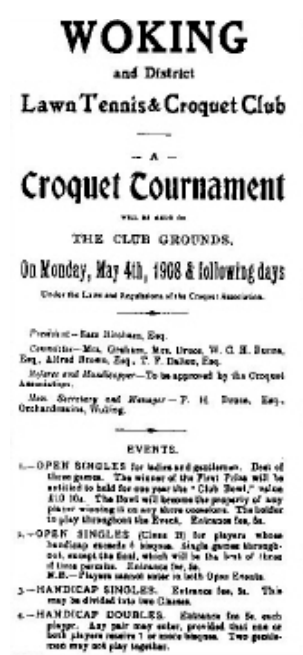 WOKING
and District
Lawn Tennis & Croquet Club
— A —
Croquet Tournament
WILL BE HELD ON
THE CLUB GROUNDS,
On Monday, May 4th, 1908 & following days
Under the Laws and Regulations of the Croquet Association.
President— Esq.
Committee—Mrs. Graham, Mrs. Druce, W. G. H. Burns,
Esq., Alfred Brown, Esq., T. F. Dalton, Esq.
Referee and Handicapper—To be approved by the Croquet
Association.
Hon. Secretary and Manager—F. H. Druce, Esq.,
Woking.
EVENTS.
1.—OPEN SINGLES for ladies and gentlemen. Best of
three games. The winner of the First Prize will be
entitled to hold for one year the "Club Bowl," value
£10 10s. The Bowl will become the property of any
player winning it on any three occasions. The holder
to play throughout the Event. Entrance fee, 5s.
2.—OPEN SINGLES (Class B) for players whose
handicap exceeds bisques. Single games through-
out, except the final, which will be the best of three
if time permits. Entrance fee, 5s.
N.B.—Players cannot enter in both Open Events.
3.—HANDICAP SINGLES. Entrance fee, 5s. This
may be divided into two Classes.
4.—HANDICAP DOUBLES. Entrance fee 5s. each
player. Any pair may enter, provided that one or
both players receive 1 or more bisques. Two gentle-
men may not play together.